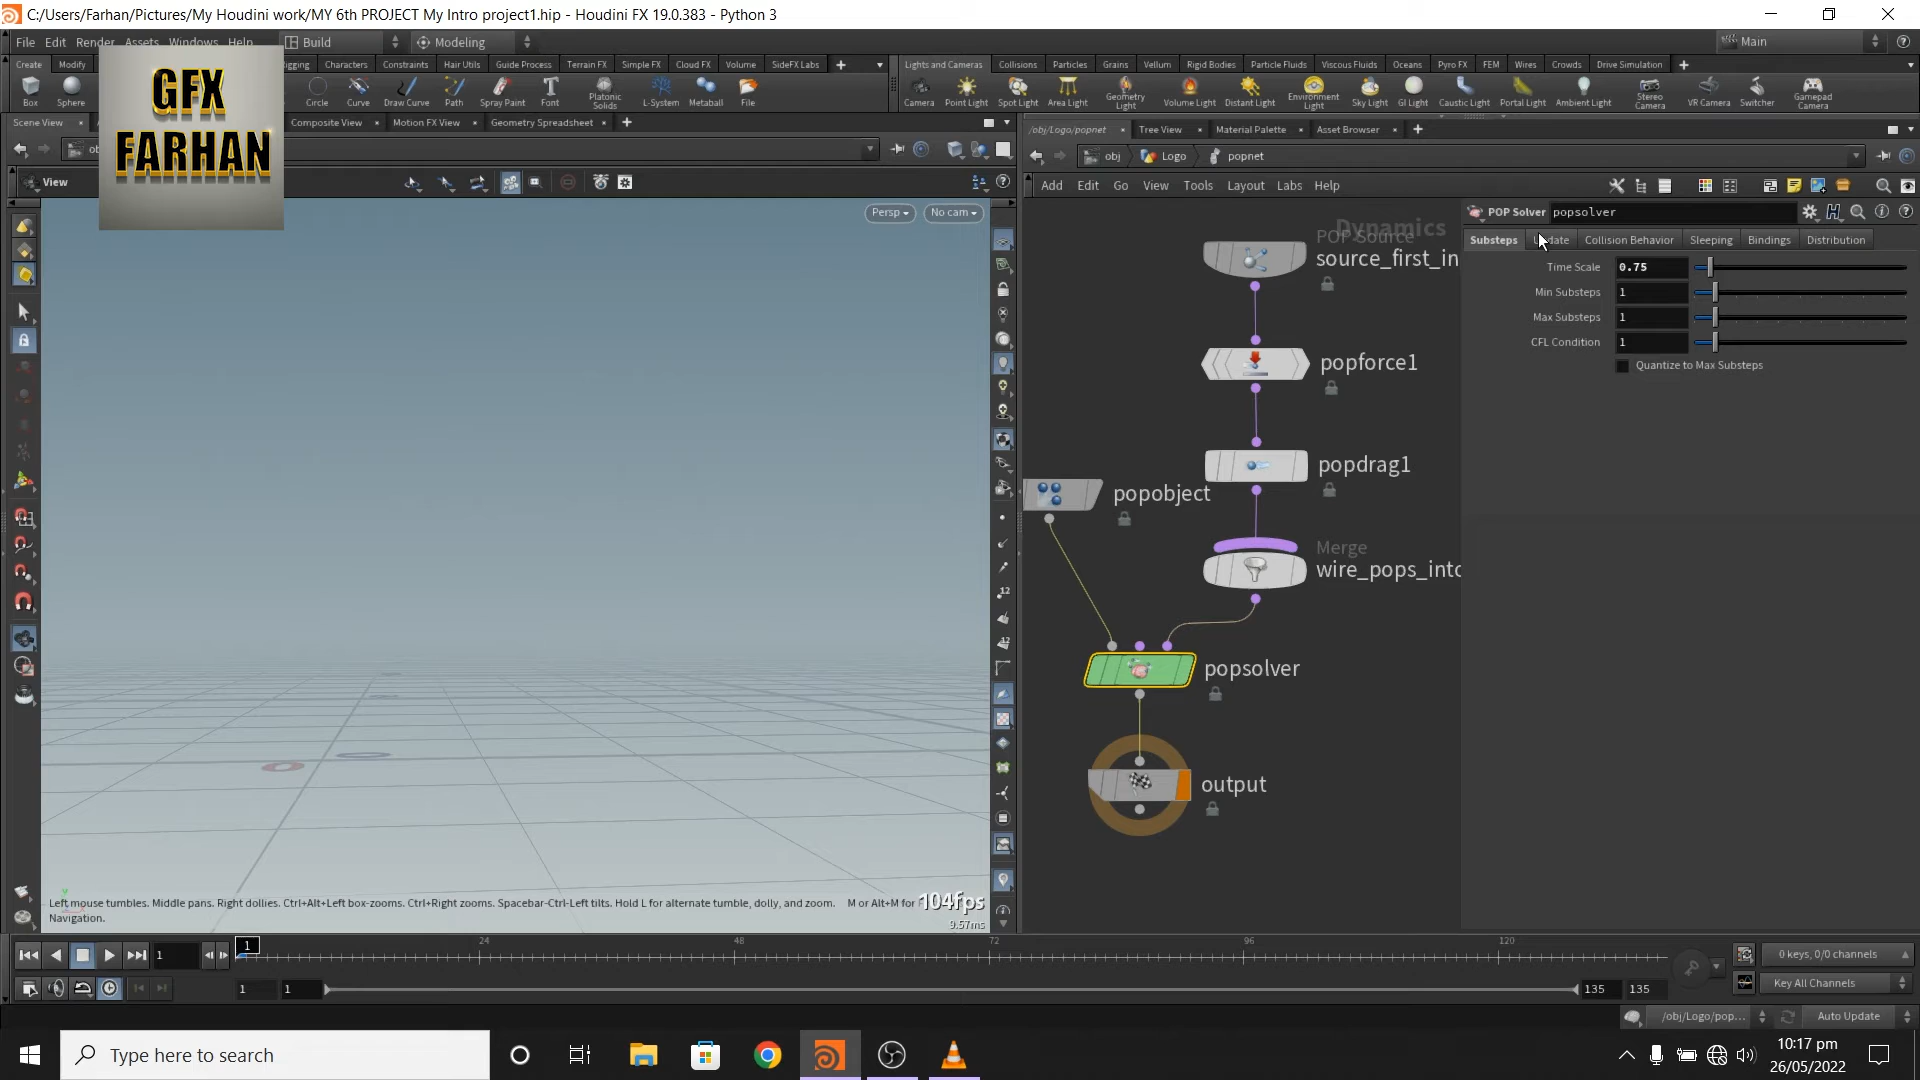 C:/Users/Farhan/Pictures/My Houdini work/MY 6th PROJECT My Intro project1.hip - Houdini FX 19.0.383 - Python 3
File Edit Render Assets Windows Help Build Modeling Main
GFX
FARHAN
Create Modify Rigging Characters Constraints Hair Utils Guide Process Terrain FX Simple FX Cloud FX Volume SideFX Labs
Lights and Cameras Collisions Particles Grains Vellum Rigid Bodies Particle Fluids Viscous Fluids Oceans Pyro FX FEM Wires Crowds Drive Simulation
Box Sphere Circle Curve Draw Curve Path Spray Paint Font Platonic Solids L-System Metaball File
Camera Point Light Spot Light Area Light Geometry Light Volume Light Distant Light Environment Light Sky Light GI Light Caustic Light Portal Light Ambient Light Stereo Camera VR Camera Switcher Gamepad Camera
Scene View Composite View Motion FX View Geometry Spreadsheet
/obj/Logo/popnet Tree View Material Palette Asset Browser
obj Logo popnet
View
Add Edit Go View Tools Layout Labs Help
Persp No cam
Dynamics
POP Source
source_first_in
popforce1
popdrag1
popobject
Merge
wire_pops_into
popsolver
output
POP Solver popsolver
Substeps Update Collision Behavior Sleeping Bindings Distribution
Time Scale 0.75
Min Substeps 1
Max Substeps 1
CFL Condition 1
Quantize to Max Substeps
Left mouse tumbles. Middle pans. Right dollies. Ctrl+Alt+Left box-zooms. Ctrl+Right zooms. Spacebar-Ctrl-Left tilts. Hold L for alternate tumble, dolly, and zoom. M or Alt+M for
Navigation.
104fps
9.57ms
1 1 24 48 72 96 120
0 keys, 0/0 channels
1 1 135 135
Key All Channels
/obj/Logo/pop... Auto Update
Type here to search
10:17 pm
26/05/2022